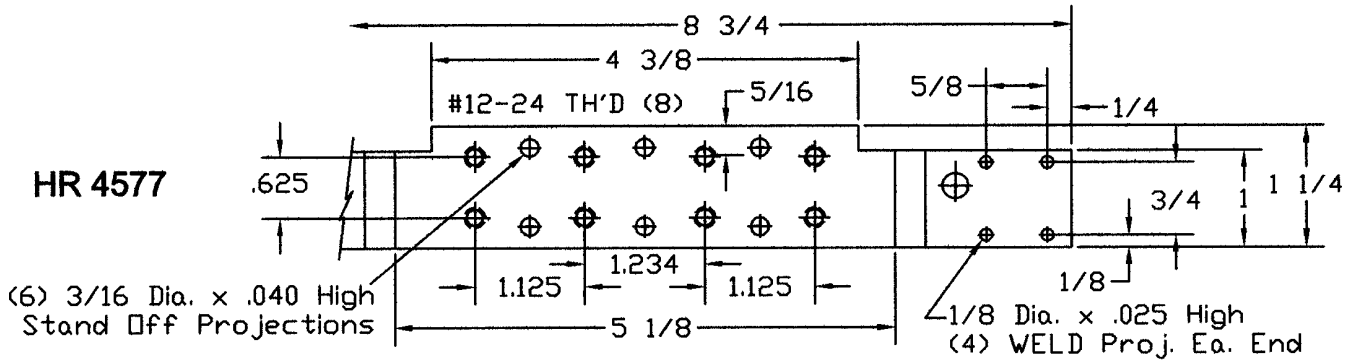 8 3/4
4 3/8
5/8
5/16
1/4
#12-24 TH'D (8)
HR 4577
.625
3/4
1
1 1/4
1.234
1.125
1.125
1/8
(6) 3/16 Dia. x .040 High
Stand Off Projections
5 1/8
1/8 Dia. x .025 High
(4) WELD Proj. Ea. End